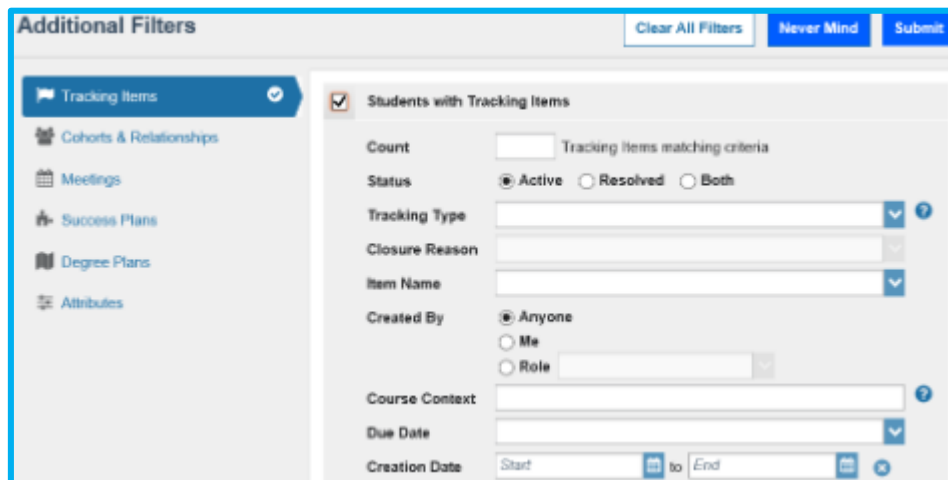 Additional Filters
Clear All Filters
Never Mind
Submit
Tracking Items
Cohorts & Relationships
Meetings
Success Plans
Degree Plans
Attributes
Students with Tracking Items
Count Tracking Items matching criteria
Status Active Resolved Both
Tracking Type ?
Closure Reason
Item Name
Created By Anyone
Me
Role
Course Context ?
Due Date
Creation Date Start to End